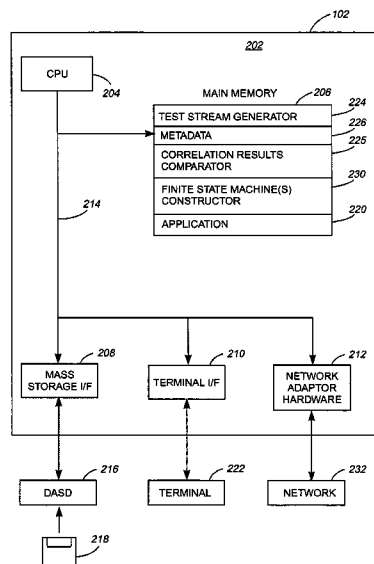 102
202
CPU
204
MAIN MEMORY
206
TEST STREAM GENERATOR
224
METADATA
226
CORRELATION RESULTS
COMPARATOR
225
FINITE STATE MACHINE(S)
CONSTRUCTOR
230
APPLICATION
220
214
208
MASS
STORAGE I/F
210
TERMINAL I/F
212
NETWORK
ADAPTOR
HARDWARE
216
DASD
222
TERMINAL
232
NETWORK
218